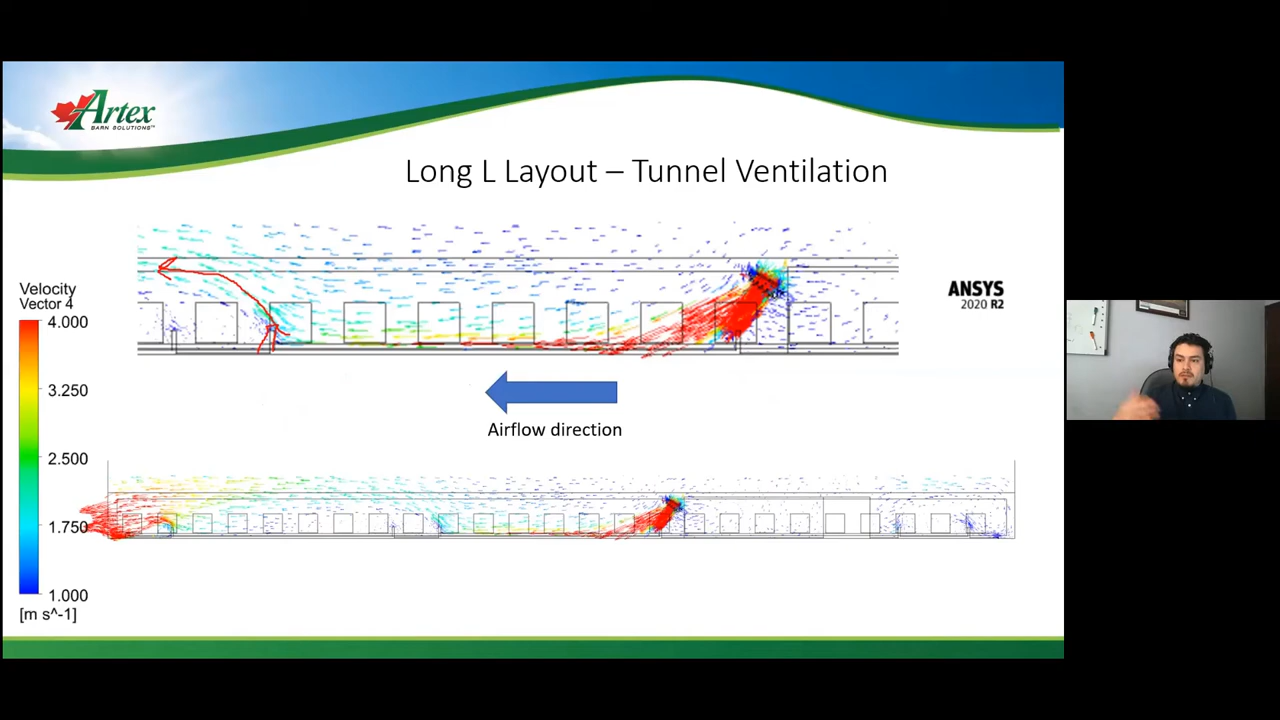 Artex
BARN SOLUTIONS™
Long L Layout – Tunnel Ventilation
Velocity
Vector 4
4.000
3.250
2.500
1.750
1.000
[m s^-1]
ANSYS
2020 R2
Airflow direction